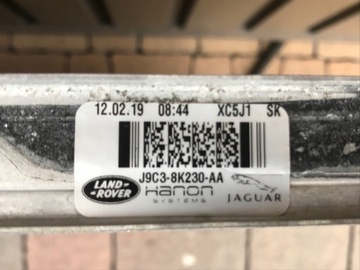 12.02.19 08:44 XC5J1 SK
J9C3-8K230-AA
LAND-
ROVER
HANON
SYSTEMS
JAGUAR